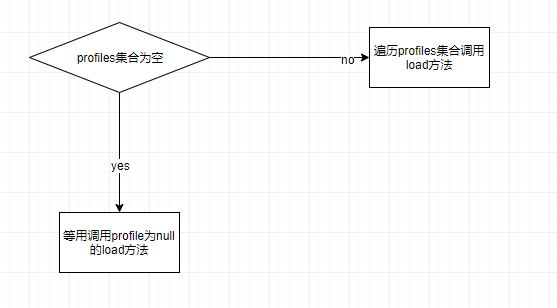 profiles集合为空
no
遍历profiles集合调用
load方法
yes
等用调用profile为null
的load方法